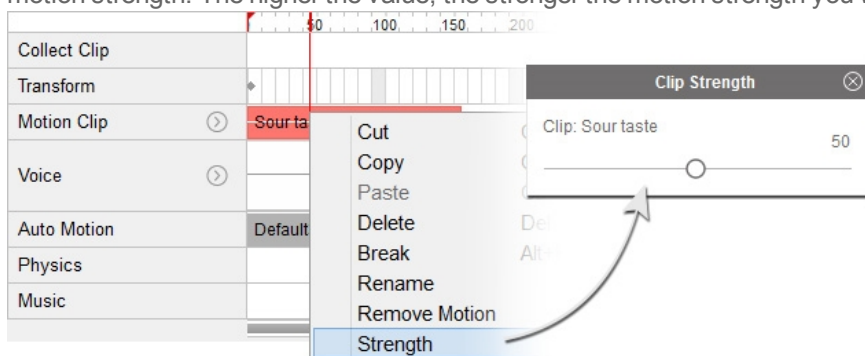 motion strength. The higher the value, the stronger the motion strength you
50 100 150 200
Collect Clip
Transform
Motion Clip
Sour ta
Voice
Auto Motion
Default
Physics
Music
Cut
Copy
Paste
Delete
Break
Rename
Remove Motion
Strength
Clip Strength
Clip: Sour taste
50